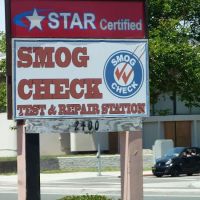 STAR Certified
SMOG
CHECK
SMOG
CHECK
TEST & REPAIR STATION
2400